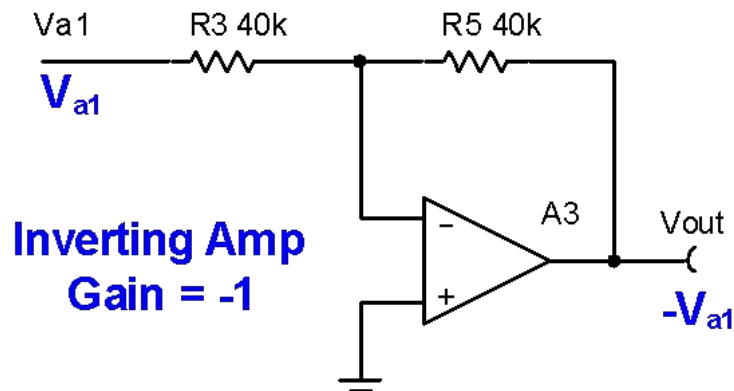 Va1 R3 40k R5 40k
Va1
Inverting Amp
Gain = -1
A3
Vout
-Va1
−
+